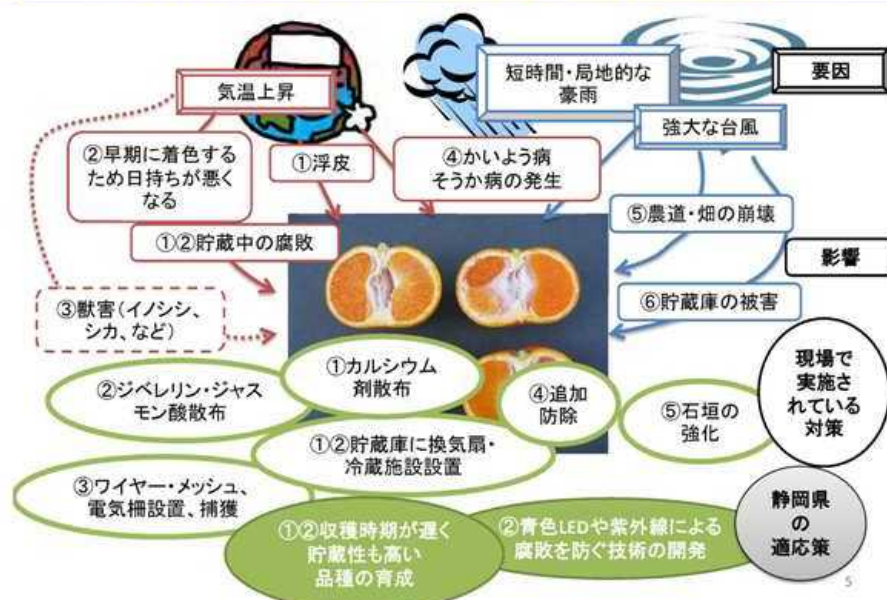 気温上昇
短時間・局地的な
豪雨
要因
強大な台風
②早期に着色する
ため日持ちが悪く
なる
①浮皮
④かいよう病
そうか病の発生
⑤農道・畑の崩壊
①②貯蔵中の腐敗
影響
③獣害(イノシシ、
シカ、など)
⑥貯蔵庫の被害
①カルシウム
剤散布
②ジベレリン・ジャス
モン酸散布
④追加
防除
⑤石垣の
強化
現場で
実施さ
れている
対策
①②貯蔵庫に換気扇・
冷蔵施設設置
③ワイヤー・メッシュ、
電気柵設置、捕獲
①②収穫時期が遅く
貯蔵性も高い
品種の育成
②青色LEDや紫外線による
腐敗を防ぐ技術の開発
静岡県
の
適応策
5